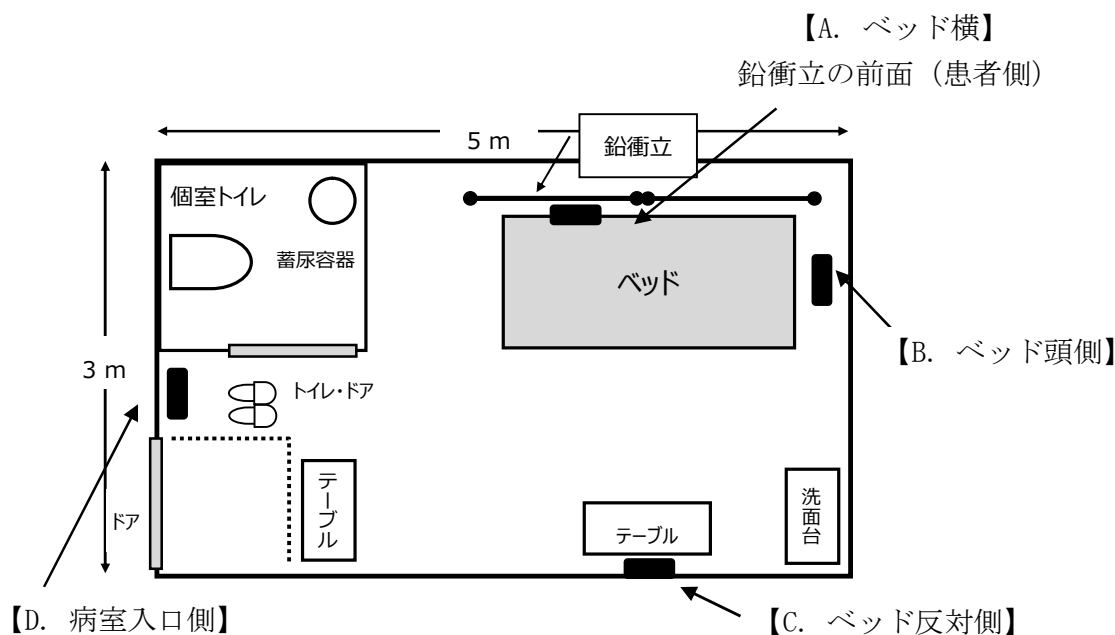 【A. ベッド横】
鉛衝立の前面（患者側）
5 m
鉛衝立
個室トイレ
蓄尿容器
ベッド
【B. ベッド頭側】
3 m
トイレ・ドア
テーブル
ドア
テーブル
洗面台
【D. 病室入口側】
【C. ベッド反対側】